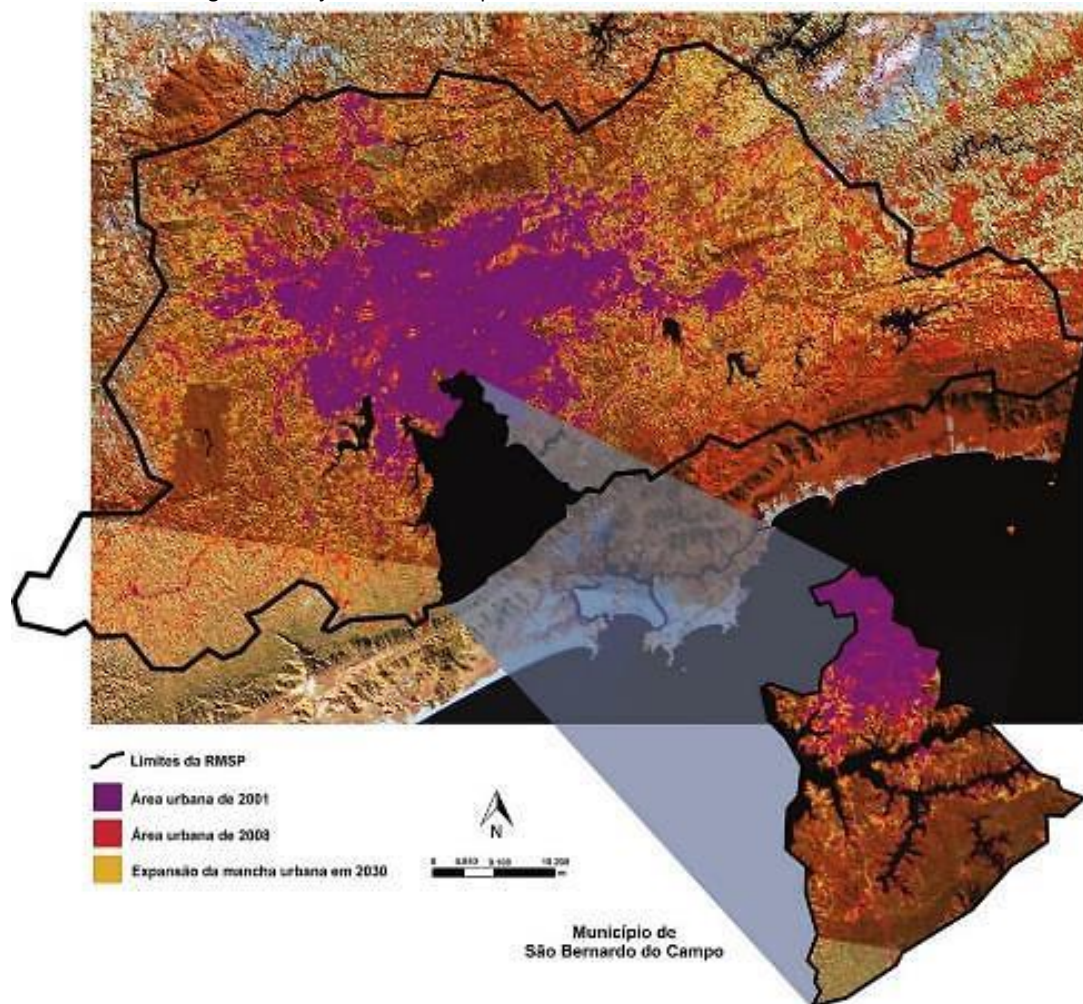 Limites da RMSP
Área urbana de 2001
Área urbana de 2008
Expansão da mancha urbana em 2030
N
0
m
Município de
São Bernardo do Campo